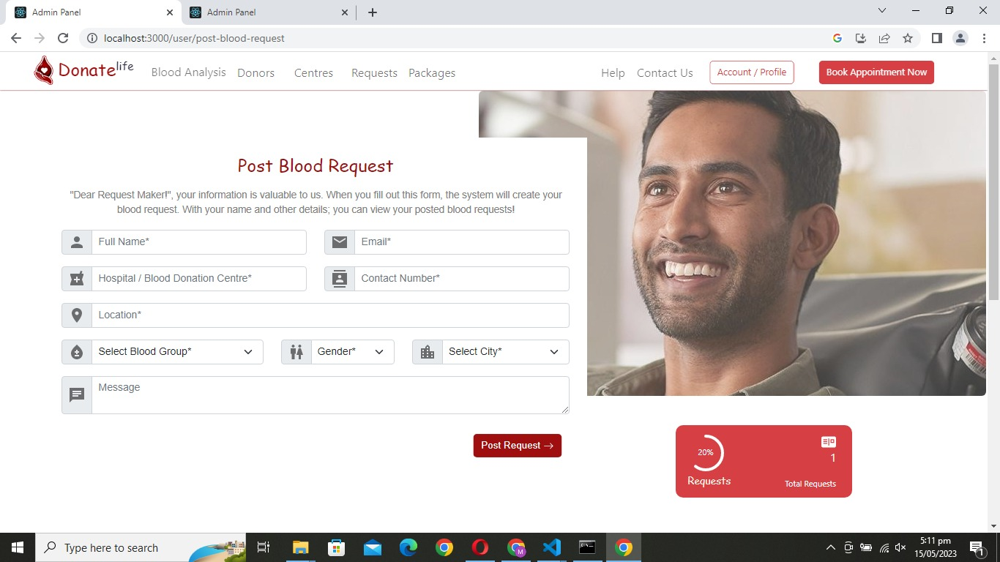 Admin Panel
Admin Panel
localhost:3000/user/post-blood-request
Donatelife
Blood Analysis
Donors
Centres
Requests
Packages
Help
Contact Us
Account / Profile
Book Appointment Now
Post Blood Request
"Dear Request Maker!", your information is valuable to us. When you fill out this form, the system will create your
blood request. With your name and other details; you can view your posted blood requests!
Full Name*
Email*
Hospital / Blood Donation Centre*
Contact Number*
Location*
Select Blood Group*
Gender*
Select City*
Message
Post Request
20%
Requests
1
Total Requests
Type here to search
M
5:11 pm
15/05/2023
1